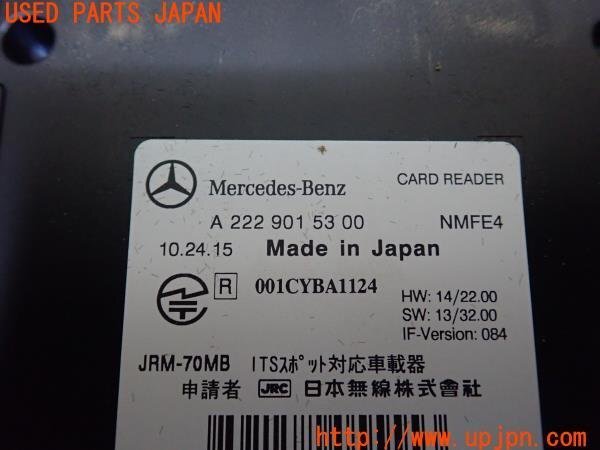 USED PARTS JAPAN
Mercedes-Benz CARD READER
A 222 901 53 00 NMFE4
10.24.15 Made in Japan
R 001CYBA1124
HW: 14/22.00
SW: 13/32.00
IF-Version: 084
JRM-70MB ITSスポット対応車載器
申請者 JRC 日本無線株式會社
http://www.upjpn.com